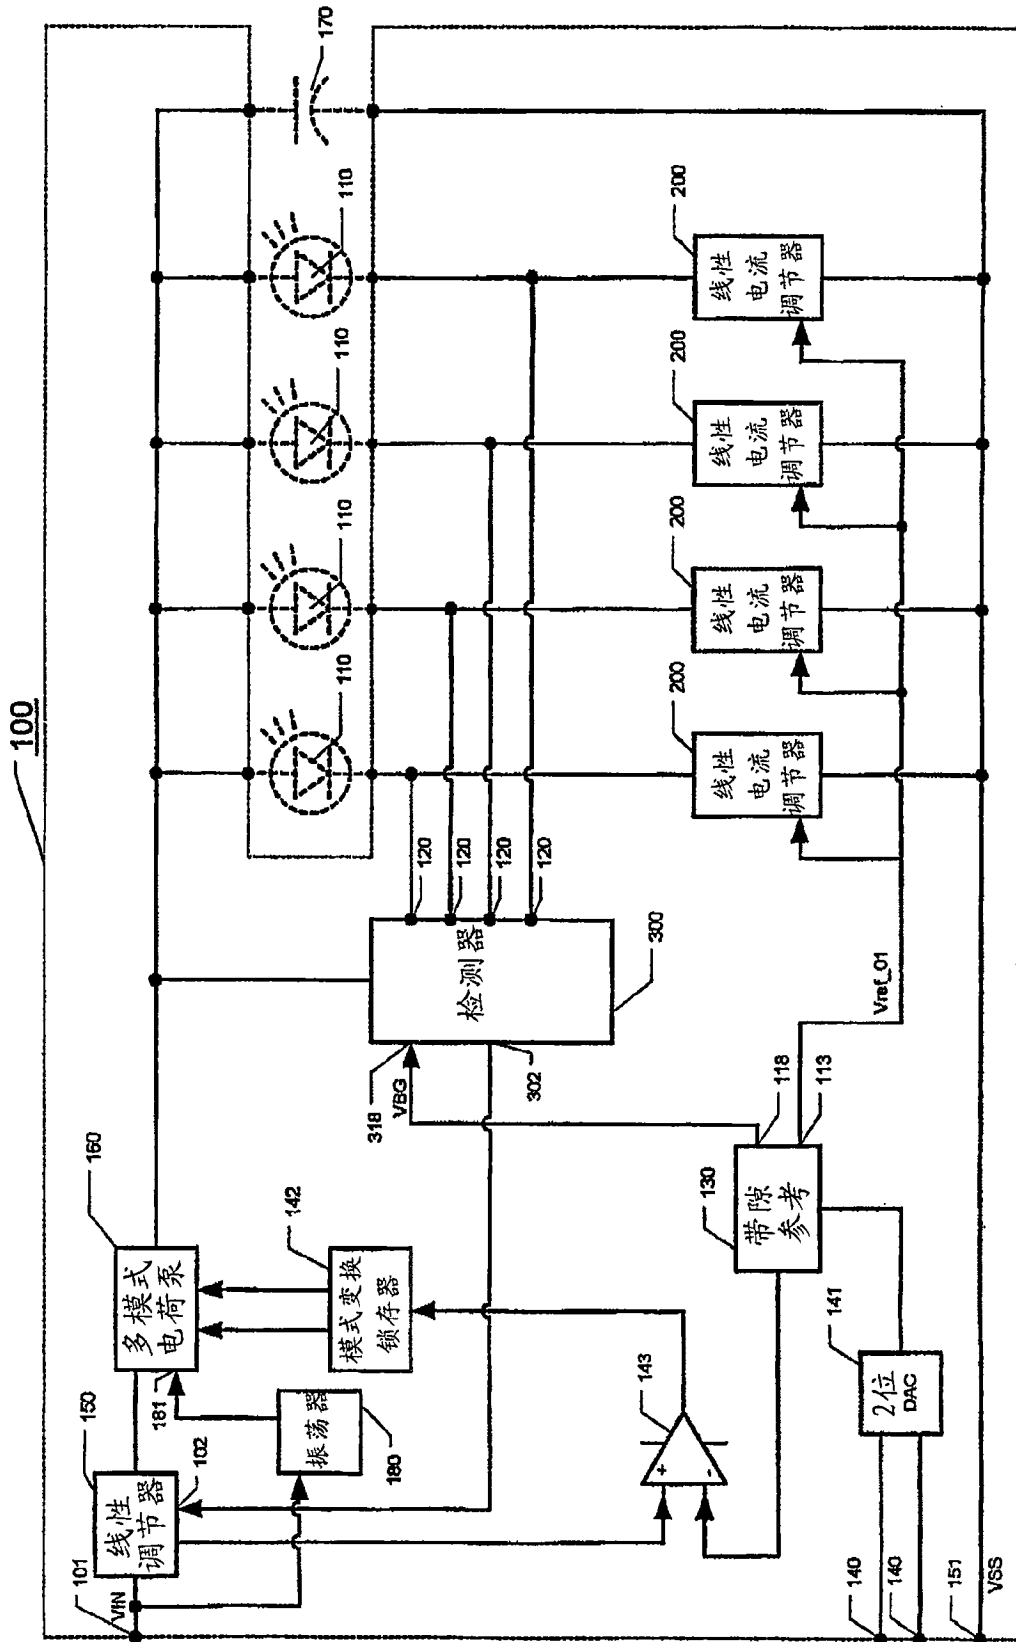 100
170
110
110
110
110
200
线性
电流
调节器
200
线性
电流
调节器
200
线性
电流
调节器
200
线性
电流
调节器
120
120
120
120
检测器
300
318
VBG
302
Vref_01
160
多模式
电荷泵
142
模式变换
锁存器
118
113
130
带隙
参考
150
线性
调节器
181
102
振荡器
180
143
+
-
141
2位
DAC
101
VIN
140
140
151
VSS